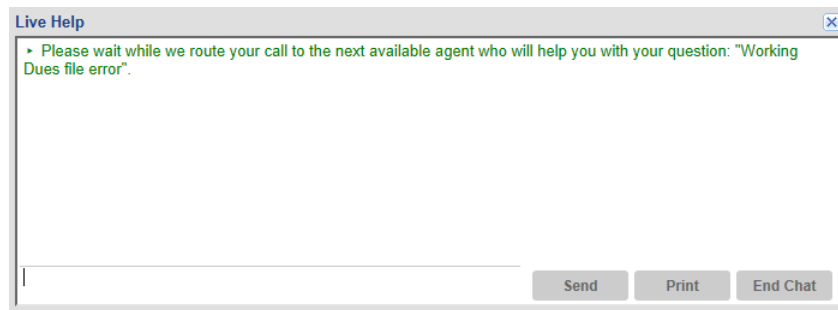 Live Help
‣ Please wait while we route your call to the next available agent who will help you with your question: "Working
Dues file error".
Send Print End Chat